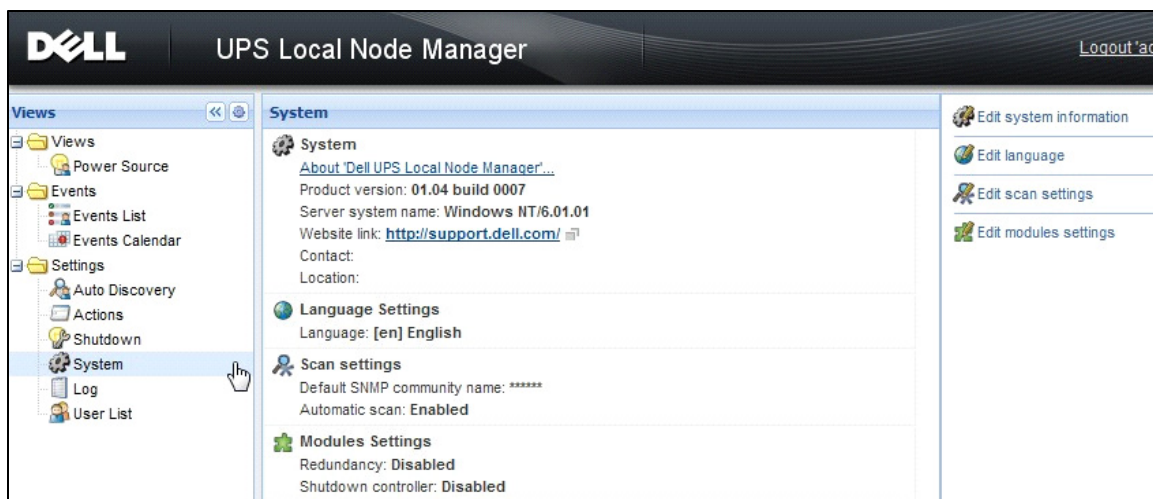 DELL
UPS Local Node Manager
Logout 'ad
Views
Views
Power Source
Events
Events List
Events Calendar
Settings
Auto Discovery
Actions
Shutdown
System
Log
User List
System
System
About 'Dell UPS Local Node Manager'...
Product version: 01.04 build 0007
Server system name: Windows NT/6.01.01
Website link: http://support.dell.com/
Contact:
Location:
Language Settings
Language: [en] English
Scan settings
Default SNMP community name: ******
Automatic scan: Enabled
Modules Settings
Redundancy: Disabled
Shutdown controller: Disabled
Edit system information
Edit language
Edit scan settings
Edit modules settings